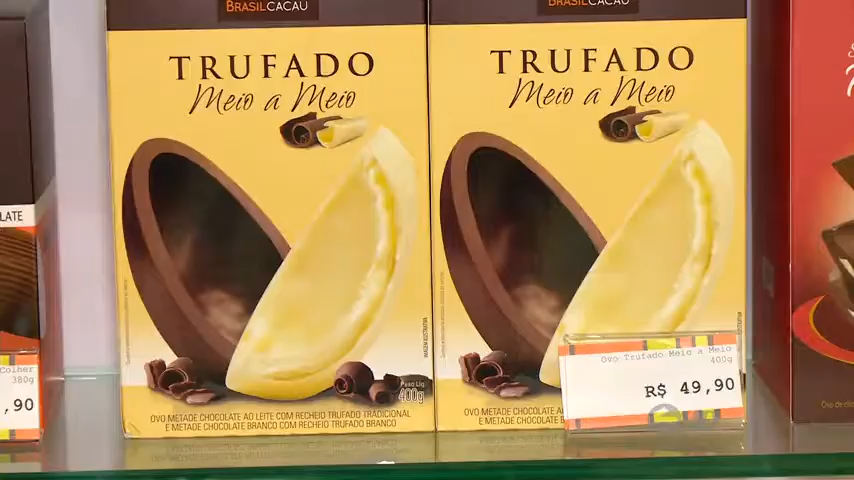 BRASILCACAU
TRUFADO
Meio a Meio
Peso Líq
400g
OVO METADE CHOCOLATE AO LEITE COM RECHEIO TRUFADO TRADICIONAL
E METADE CHOCOLATE BRANCO COM RECHEIO TRUFADO BRANCO
BRASILCACAU
TRUFADO
Meio a Meio
OVO METADE CHOCOLATE A
E METADE CHOCOLATE B
Ovo Trufado Meio a Meio
400g
R$ 49,90
LATE
Colher
380g
,90